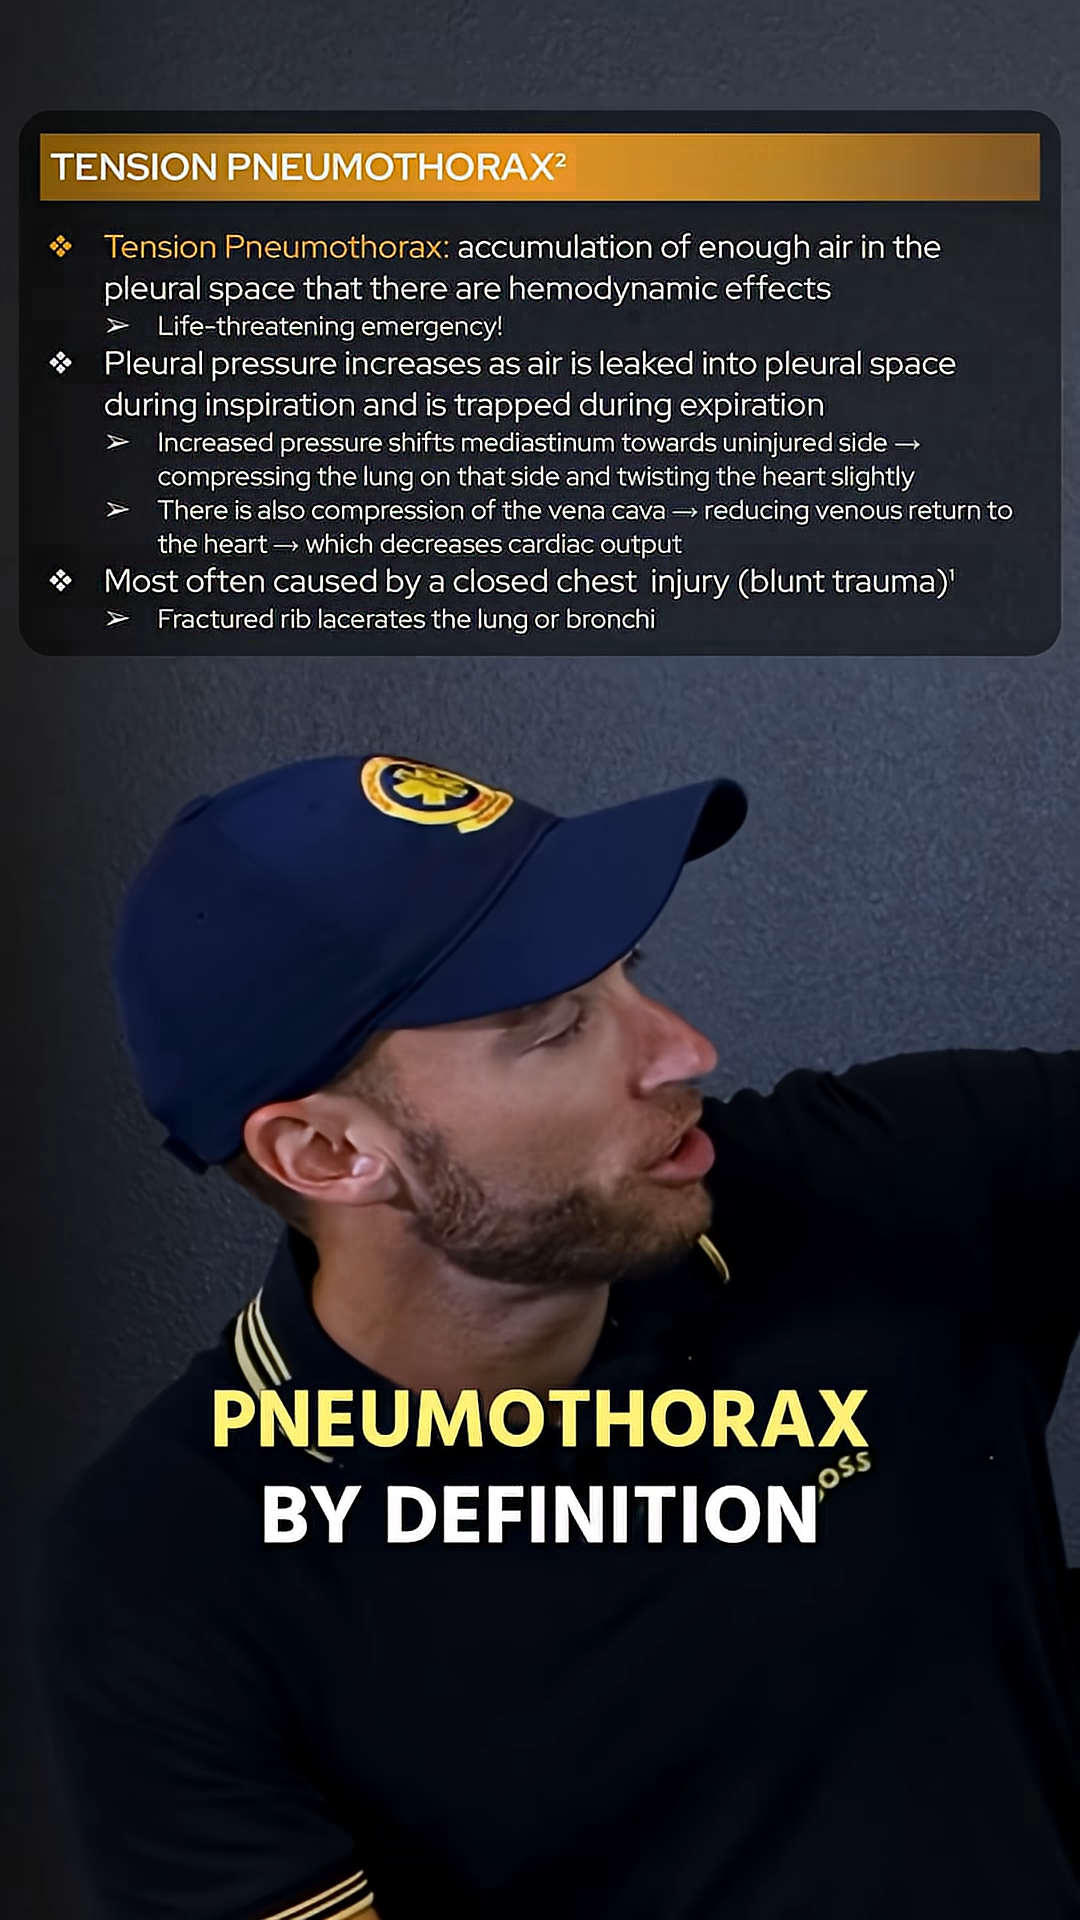 TENSION PNEUMOTHORAX²
❖ Tension Pneumothorax: accumulation of enough air in the
pleural space that there are hemodynamic effects
➢ Life-threatening emergency!
❖ Pleural pressure increases as air is leaked into pleural space
during inspiration and is trapped during expiration
➢ Increased pressure shifts mediastinum towards uninjured side →
compressing the lung on that side and twisting the heart slightly
➢ There is also compression of the vena cava → reducing venous return to
the heart → which decreases cardiac output
❖ Most often caused by a closed chest injury (blunt trauma)¹
➢ Fractured rib lacerates the lung or bronchi
PNEUMOTHORAX
BY DEFINITION